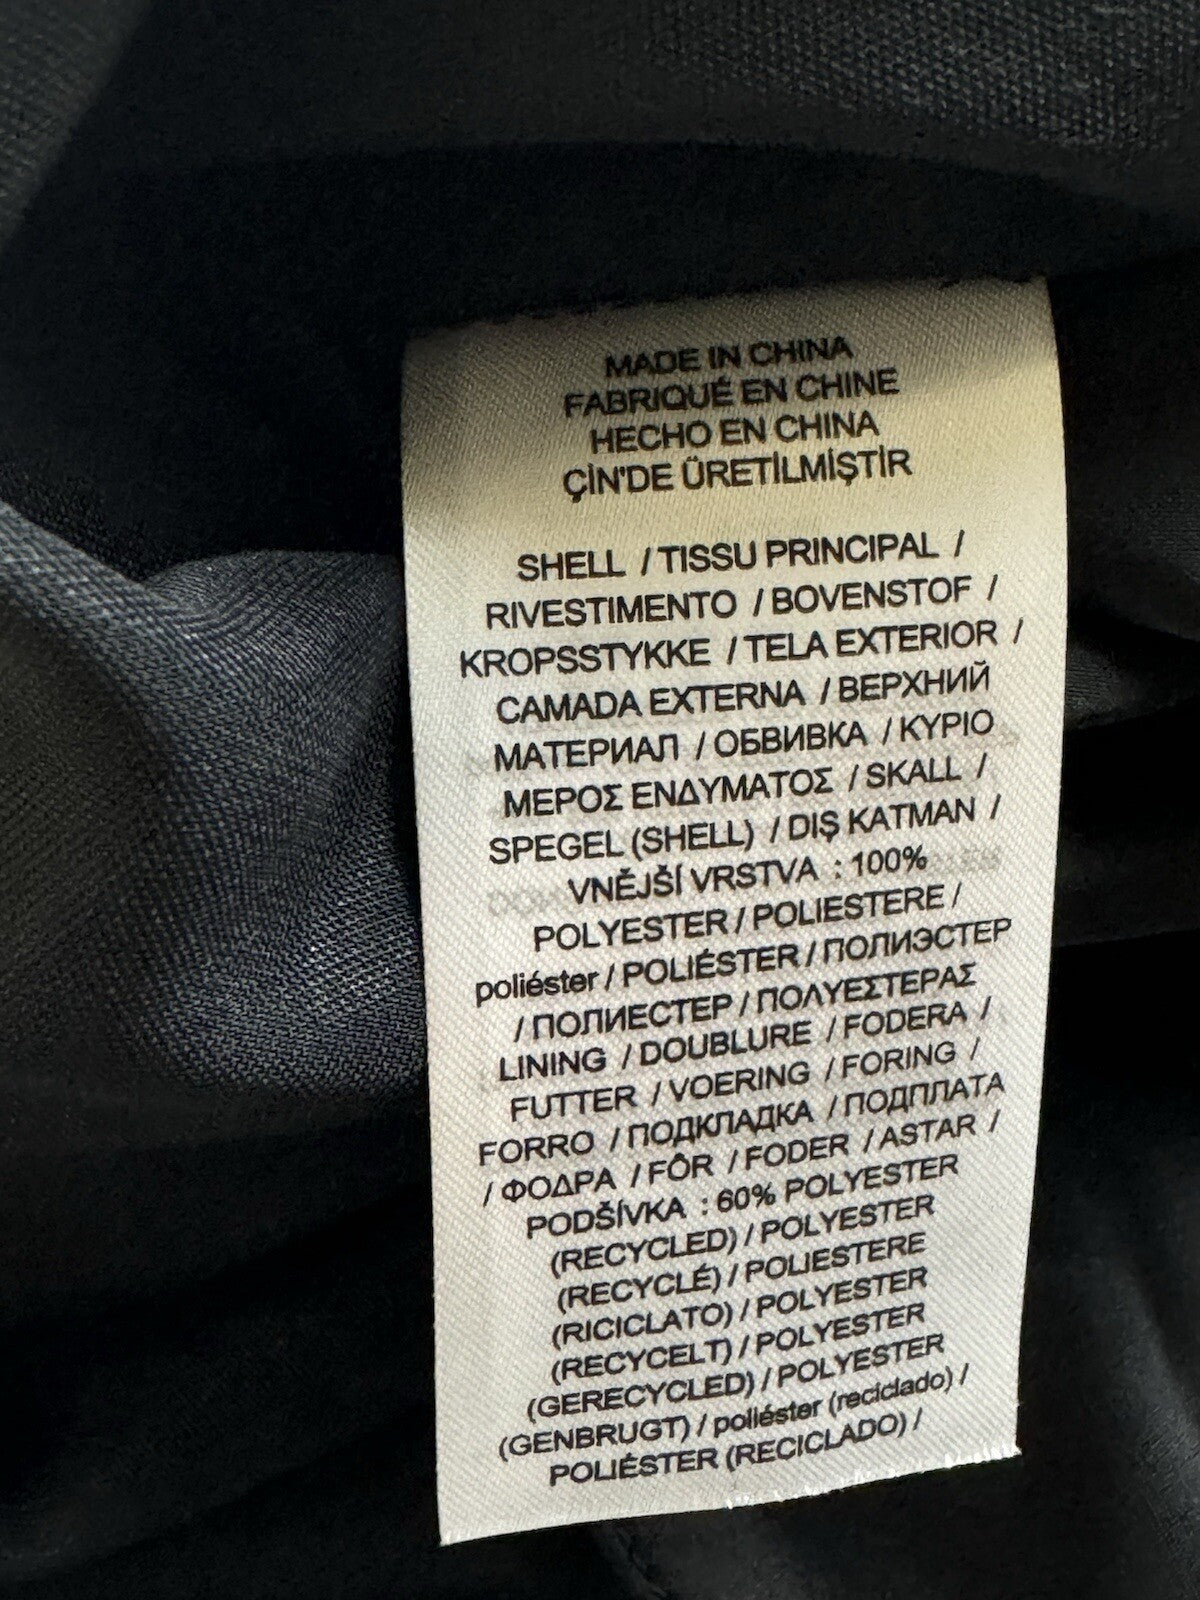 MADE IN CHINA
FABRIQUÉ EN CHINE
HECHO EN CHINA
ÇİN'DE ÜRETİLMİŞTİR
SHELL / TISSU PRINCIPAL /
RIVESTIMENTO / BOVENSTOF /
KROPSSTYKKE / TELA EXTERIOR /
CAMADA EXTERNA / ВЕРХНИЙ
МАТЕРИАЛ / ОБВИВКА / ΚΥΡΙΟ
ΜΕΡΟΣ ΕΝΔΥΜΑΤΟΣ / SKALL /
SPEGEL (SHELL) / DIŞ KATMAN /
VNĚJŠÍ VRSTVA : 100%
POLYESTER / POLIESTERE /
poliéster / POLIÉSTER / ПОЛИЭСТЕР
/ ПОЛИЕСТЕР / ΠΟΛΥΕΣΤΕΡΑΣ
LINING / DOUBLURE / FODERA /
FUTTER / VOERING / FORING /
FORRO / ПОДКЛАДКА / ПОДПЛАТА
/ ΦΟΔΡΑ / FÔR / FODER / ASTAR /
PODŠÍVKA : 60% POLYESTER
(RECYCLED) / POLYESTER
(RECYCLÉ) / POLIESTERE
(RICICLATO) / POLYESTER
(RECYCELT) / POLYESTER
(GERECYCLED) / POLYESTER
(GENBRUGT) / poliéster (reciclado) /
POLIÉSTER (RECICLADO) /